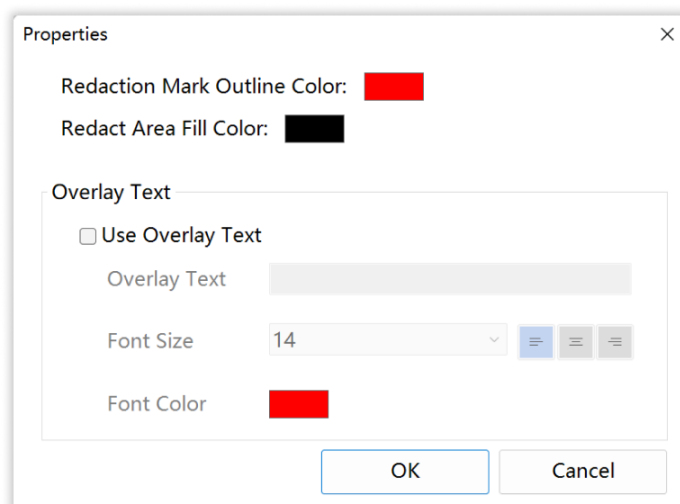 Properties
Redaction Mark Outline Color:
Redact Area Fill Color:
Overlay Text
Use Overlay Text
Overlay Text
Font Size 14
Font Color
OK Cancel